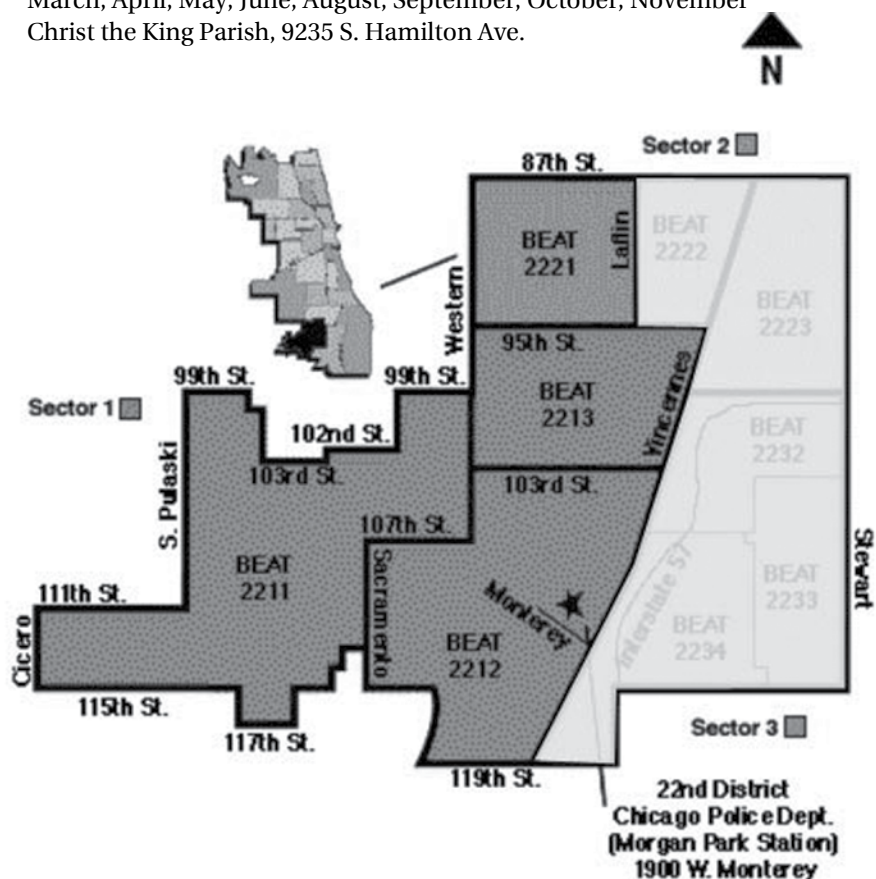 March, April, May, June, August, September, October, November
Christ the King Parish, 9235 S. Hamilton Ave.
N
Sector 2
87th St.
BEAT
2221
Laflin
BEAT
2222
BEAT
2223
Western
95th St.
BEAT
2213
Vincennes
99th St.
99th St.
Sector 1
102nd St.
103rd St.
103rd St.
BEAT
2232
S. Pulaski
107th St.
Sacramento
BEAT
2211
Monterey
Interstate 57
BEAT
2233
Stewart
111th St.
Cicero
BEAT
2212
BEAT
2234
115th St.
117th St.
119th St.
Sector 3
22nd District
Chicago Police Dept.
(Morgan Park Station)
1900 W. Monterey